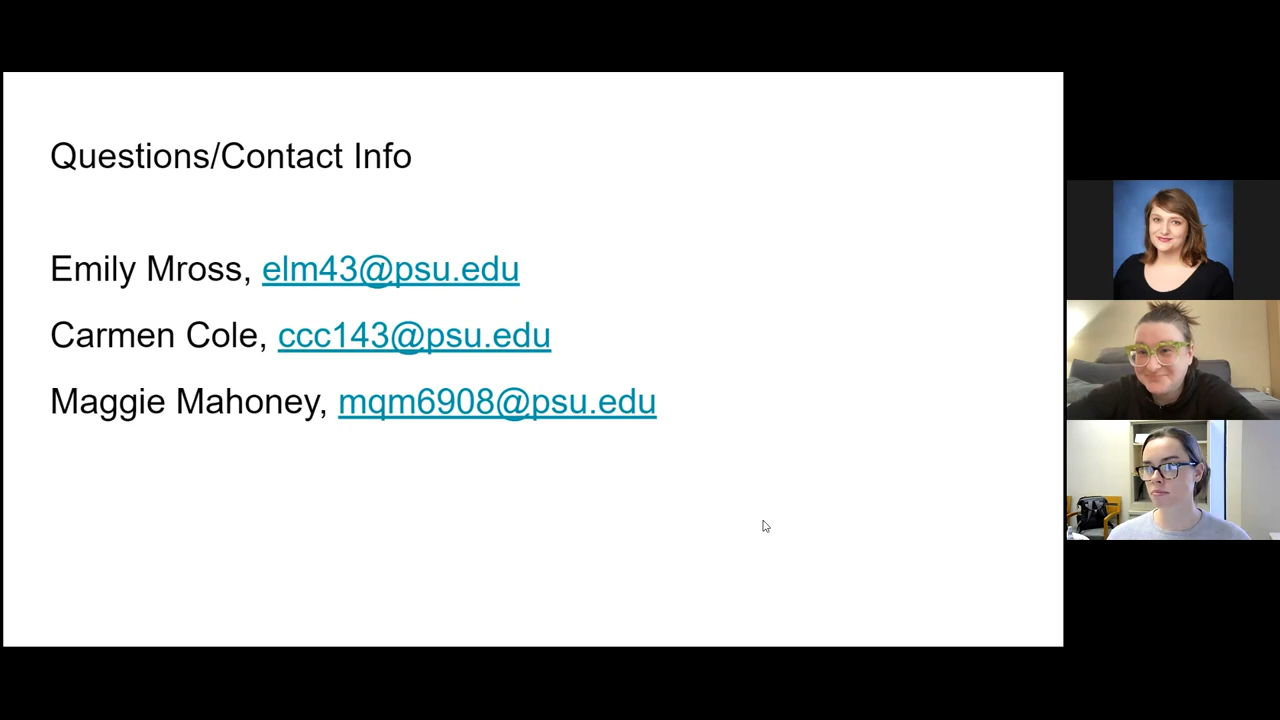 Questions/Contact Info
Emily Mross, elm43@psu.edu
Carmen Cole, ccc143@psu.edu
Maggie Mahoney, mqm6908@psu.edu